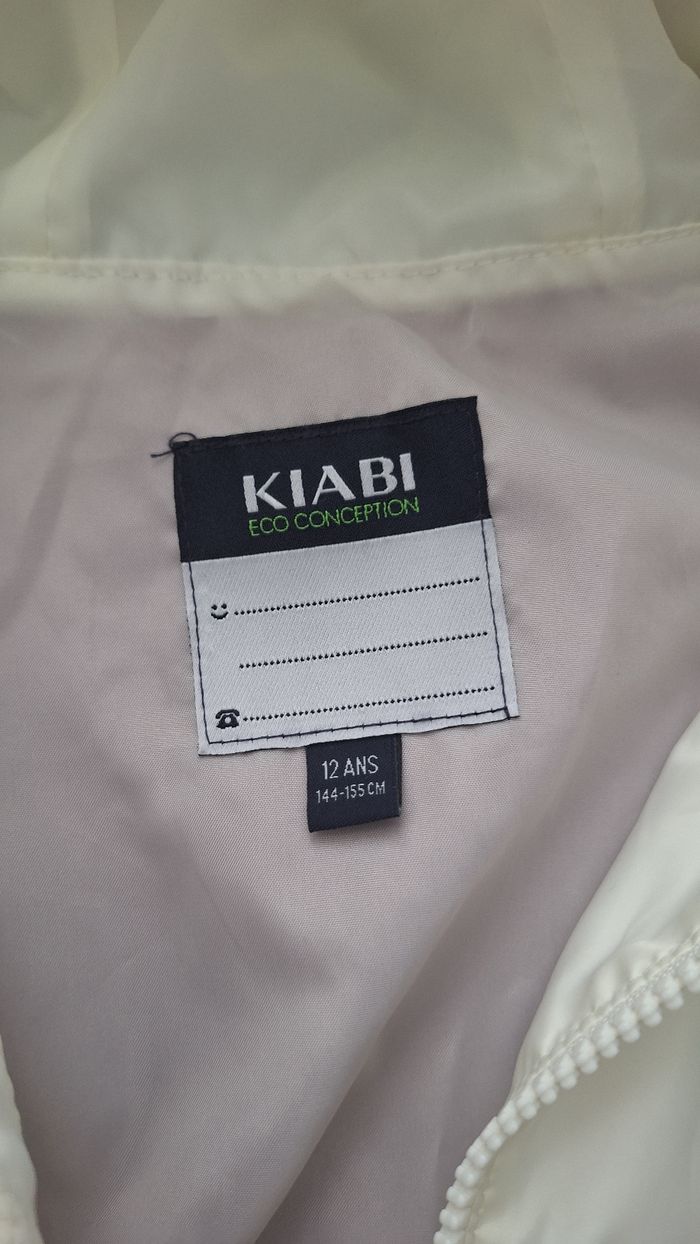 KIABI
ECO CONCEPTION
12 ANS
144-155 CM